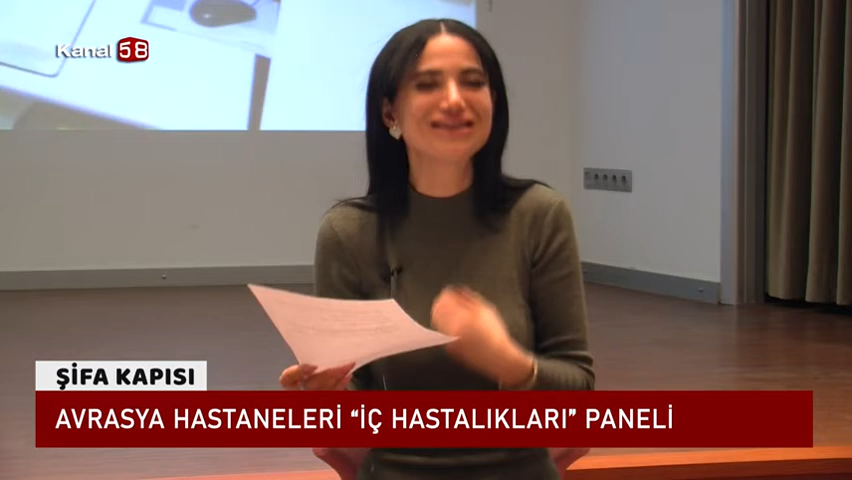 Kanal 58
ŞİFA KAPISI
AVRASYA HASTANELERİ “İÇ HASTALIKLARI” PANELİ